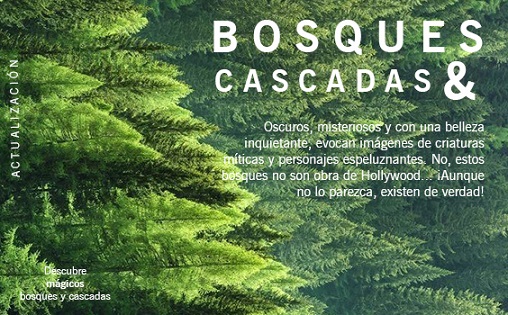 BOSQUES
CASCADAS &
ACTUALIZACIÓN
Oscuros, misteriosos y con una belleza
inquietante, evocan imágenes de criaturas
míticas y personajes espeluznantes. No, estos
bosques no son obra de Hollywood... ¡Aunque
no lo parezca, existen de verdad!
Descubre
mágicos
bosques y cascadas